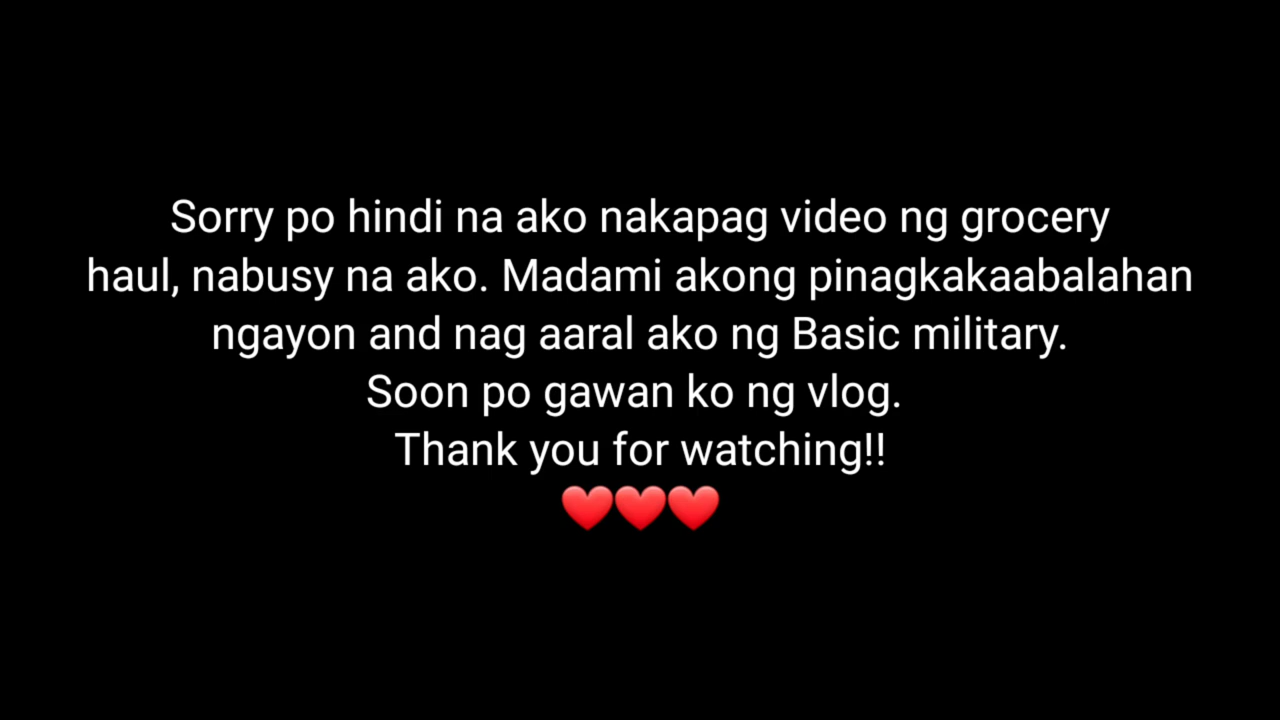 Sorry po hindi na ako nakapag video ng grocery
haul, nabusy na ako. Madami akong pinagkakaabalahan
ngayon and nag aaral ako ng Basic military.
Soon po gawan ko ng vlog.
Thank you for watching!!
❤️❤️❤️